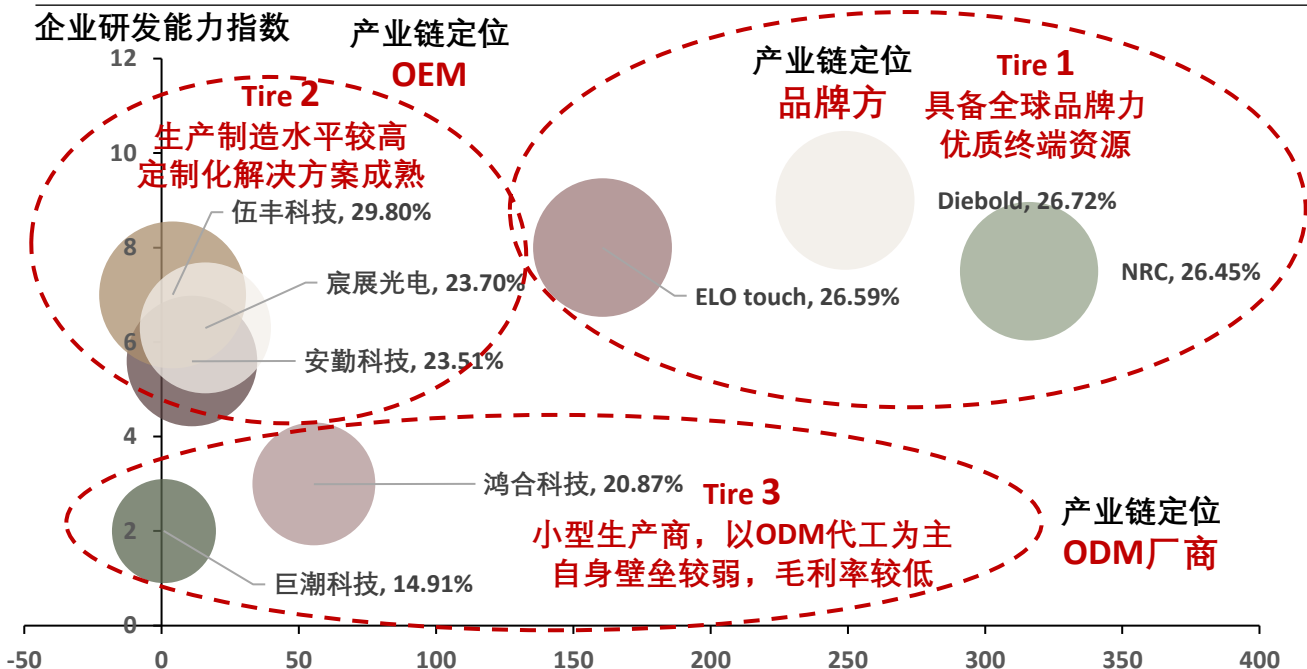 企业研发能力指数
产业链定位
OEM
产业链定位
品牌方
Tire 1
具备全球品牌力
优质终端资源
Tire 2
生产制造水平较高
定制化解决方案成熟
伍丰科技, 29.80%
宸展光电, 23.70%
安勤科技, 23.51%
Diebold, 26.72%
NRC, 26.45%
ELO touch, 26.59%
鸿合科技, 20.87%
巨潮科技, 14.91%
Tire 3
小型生产商，以ODM代工为主
自身壁垒较弱，毛利率较低
产业链定位
ODM厂商
12
10
8
6
4
2
0
-50 0 50 100 150 200 250 300 350 400